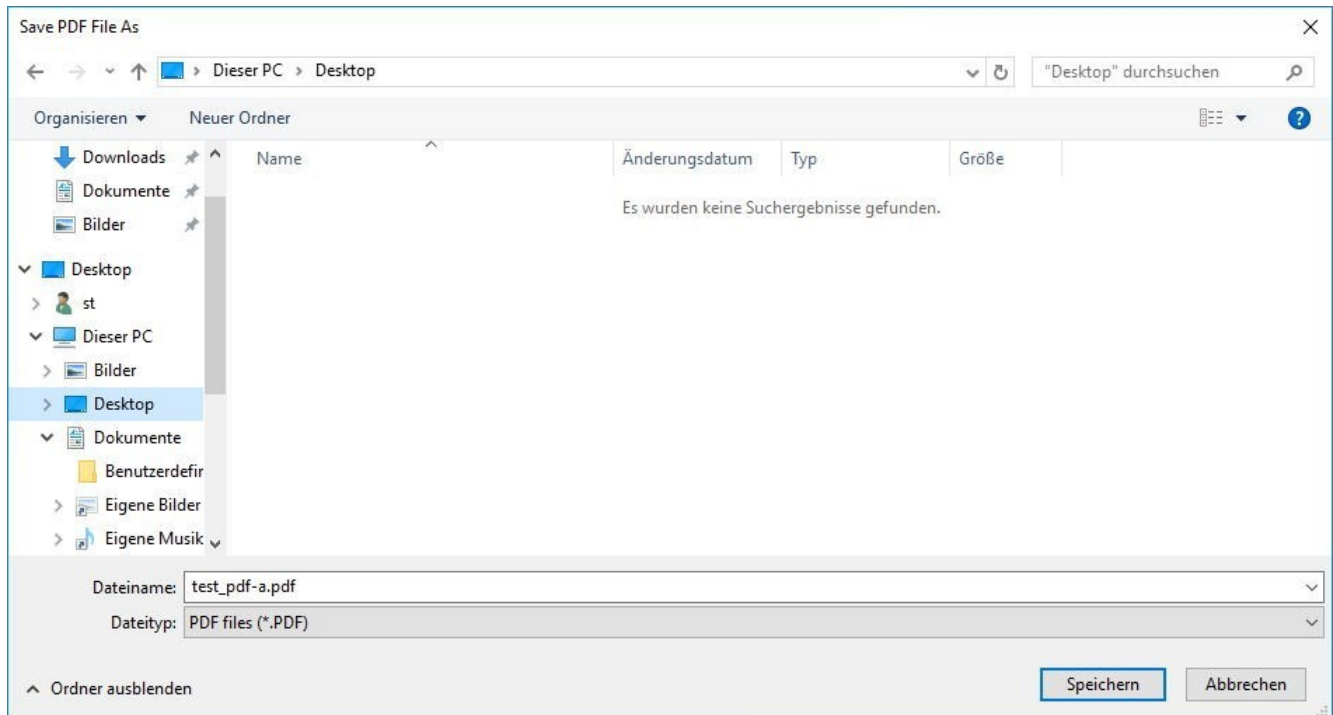 Save PDF File As
Dieser PC > Desktop
"Desktop" durchsuchen
Organisieren
Neuer Ordner
?
Downloads
Dokumente
Bilder
Desktop
st
Dieser PC
Bilder
Desktop
Dokumente
Benutzerdefir
Eigene Bilder
Eigene Musik
Name
Änderungsdatum
Typ
Größe
Es wurden keine Suchergebnisse gefunden.
Dateiname: test_pdf-a.pdf
Dateityp: PDF files (*.PDF)
Ordner ausblenden
Speichern
Abbrechen